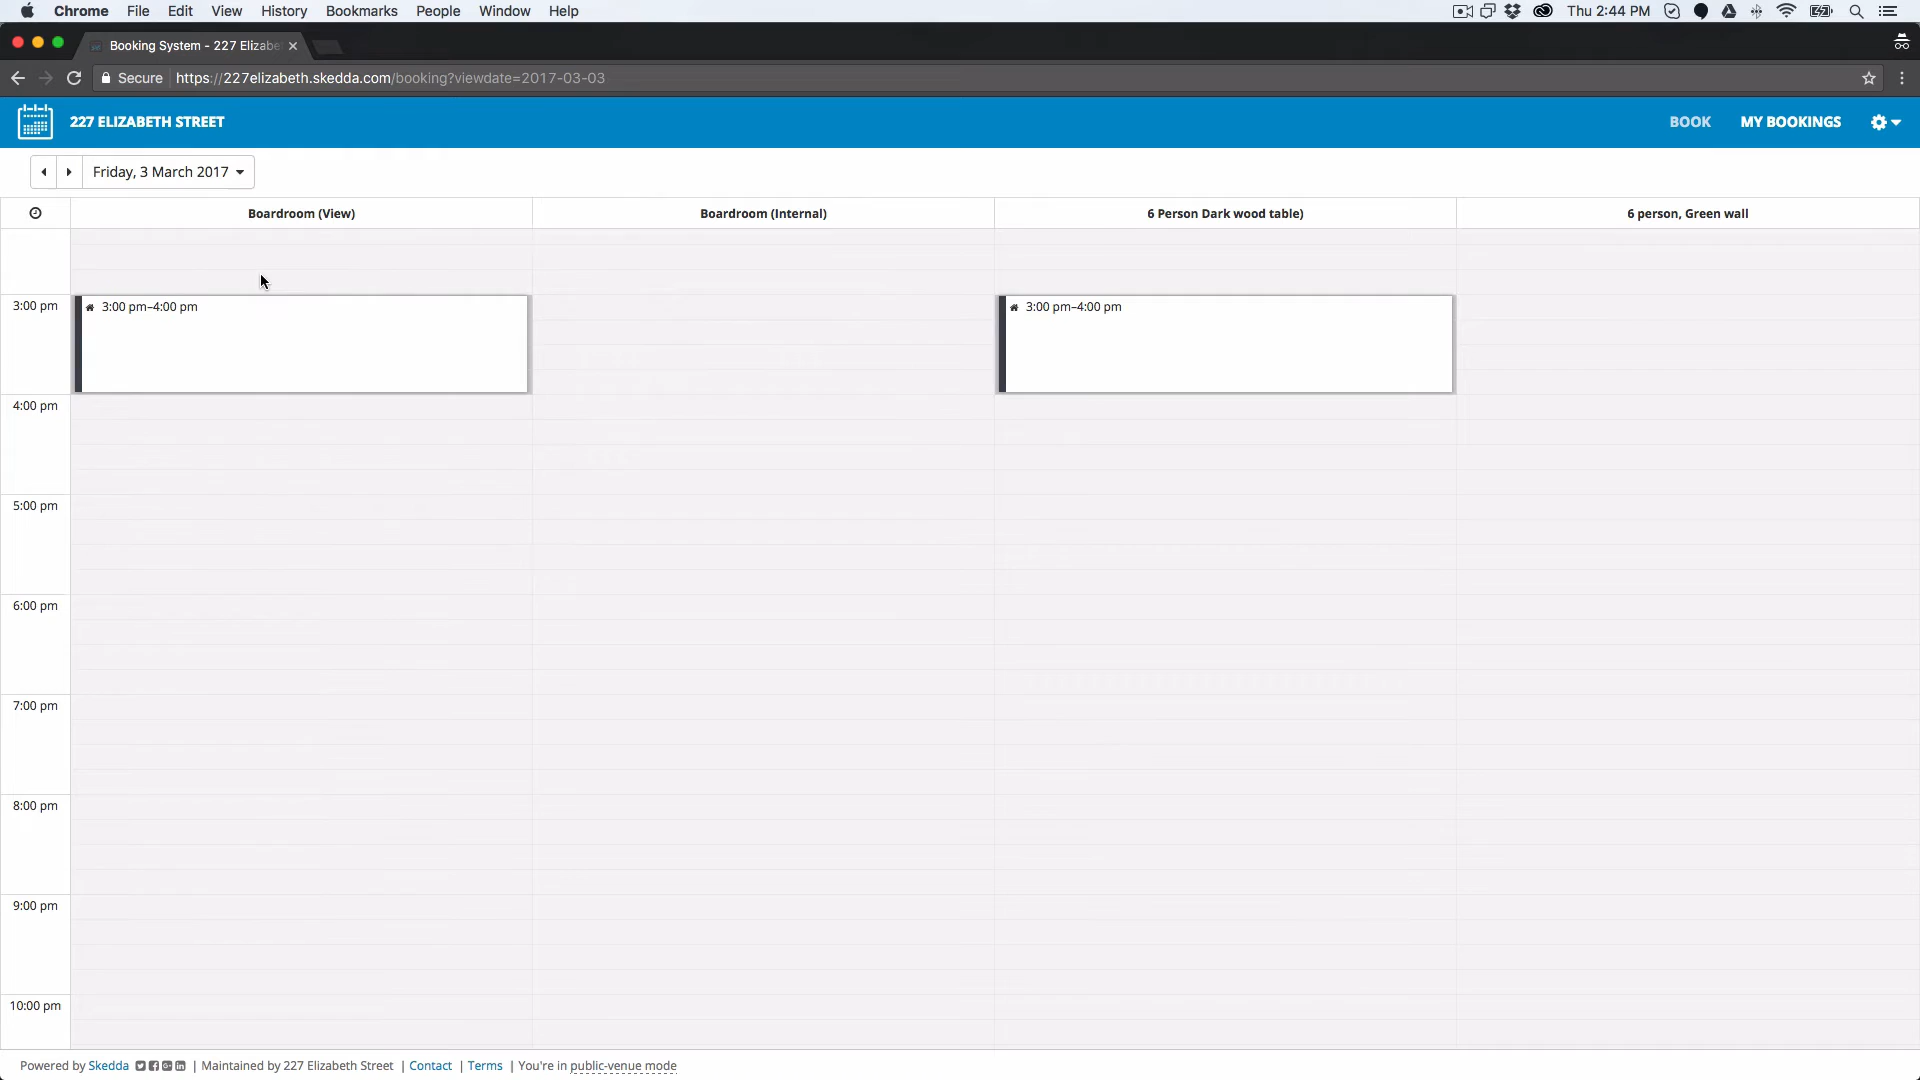 Chrome File Edit View History Bookmarks People Window Help Thu 2:44 PM
Booking System - 227 Elizabe
Secure https://227elizabeth.skedda.com/booking?viewdate=2017-03-03
227 ELIZABETH STREET BOOK MY BOOKINGS
Friday, 3 March 2017
Boardroom (View) Boardroom (Internal) 6 Person Dark wood table) 6 person, Green wall
3:00 pm 3:00 pm–4:00 pm 3:00 pm–4:00 pm
4:00 pm
5:00 pm
6:00 pm
7:00 pm
8:00 pm
9:00 pm
10:00 pm
Powered by Skedda | Maintained by 227 Elizabeth Street | Contact | Terms | You're in public-venue mode